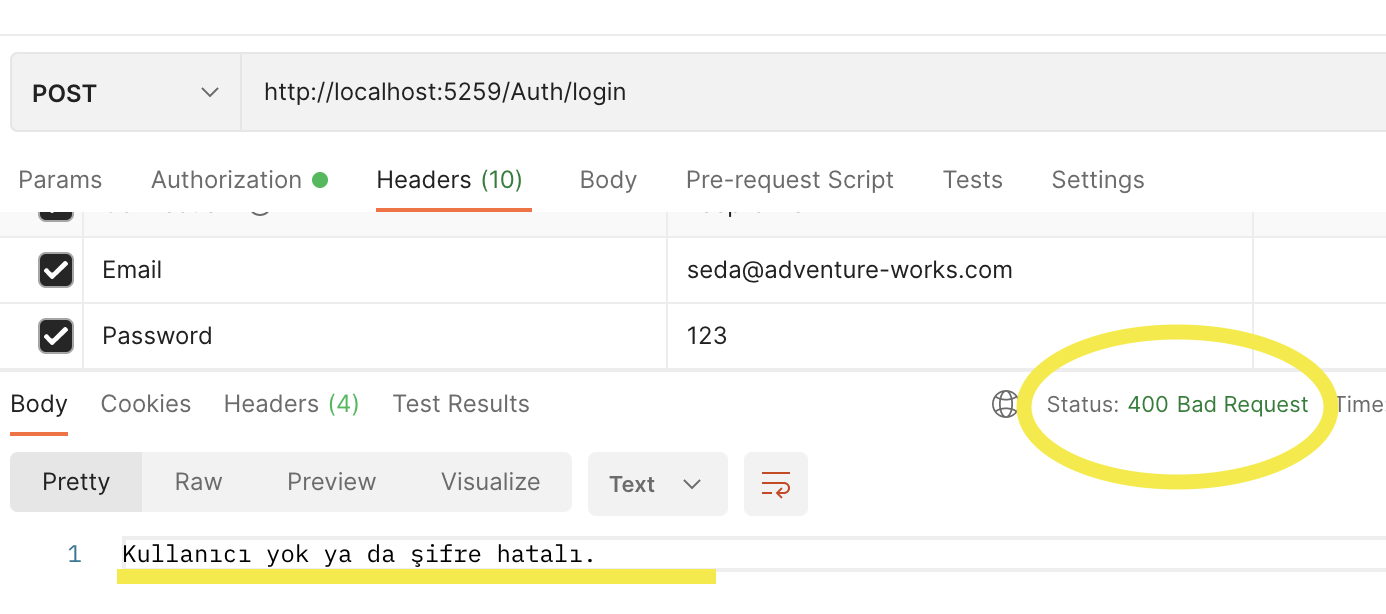 POST http://localhost:5259/Auth/login
Params Authorization Headers (10) Body Pre-request Script Tests Settings
Email seda@adventure-works.com
Password 123
Body Cookies Headers (4) Test Results Status: 400 Bad Request Time
Pretty Raw Preview Visualize Text
1 Kullanıcı yok ya da şifre hatalı.